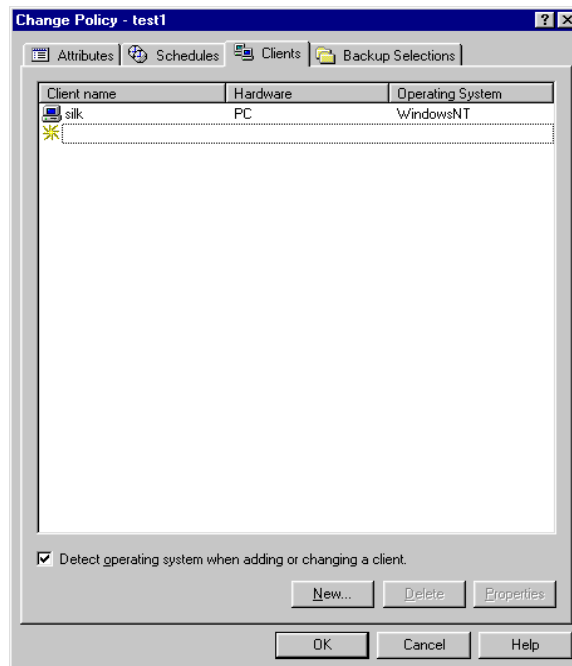 Change Policy - test1
Attributes Schedules Clients Backup Selections
Client name Hardware Operating System
silk PC WindowsNT
Detect operating system when adding or changing a client.
New... Delete Properties
OK Cancel Help